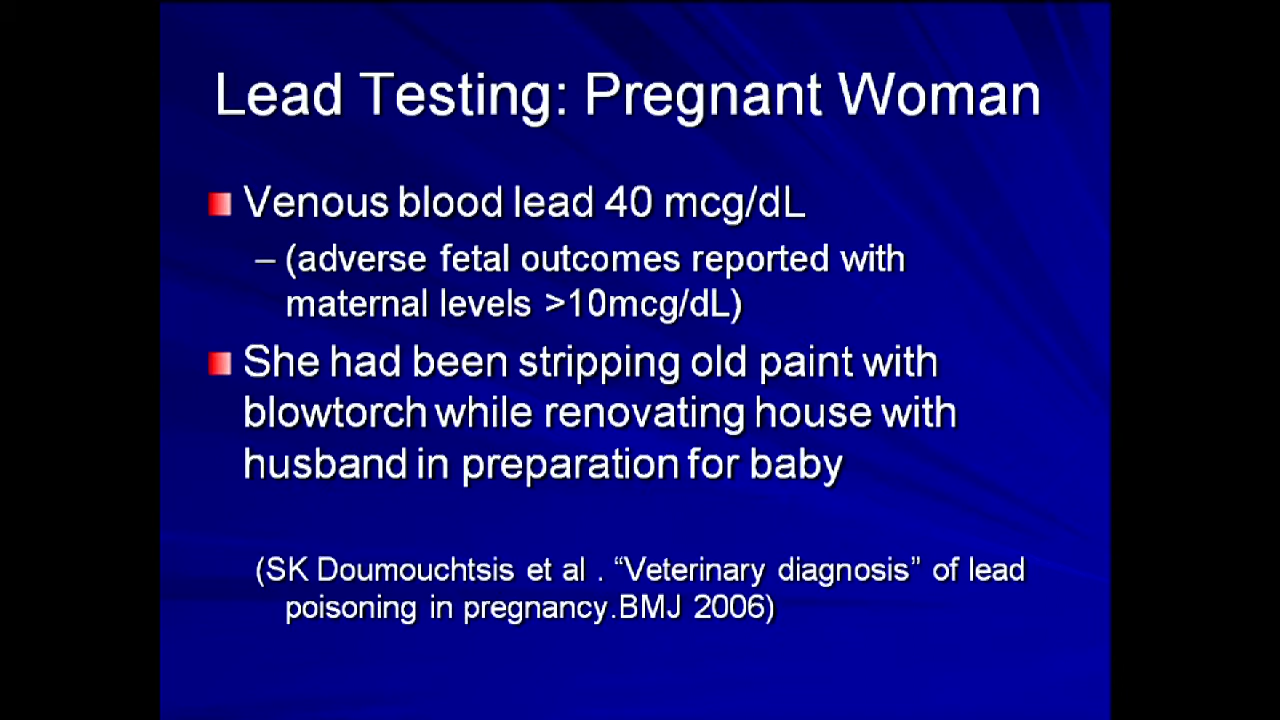 Lead Testing: Pregnant Woman
Venous blood lead 40 mcg/dL
– (adverse fetal outcomes reported with
maternal levels >10mcg/dL)
She had been stripping old paint with
blowtorch while renovating house with
husband in preparation for baby
(SK Doumouchtsis et al . “Veterinary diagnosis” of lead
poisoning in pregnancy.BMJ 2006)